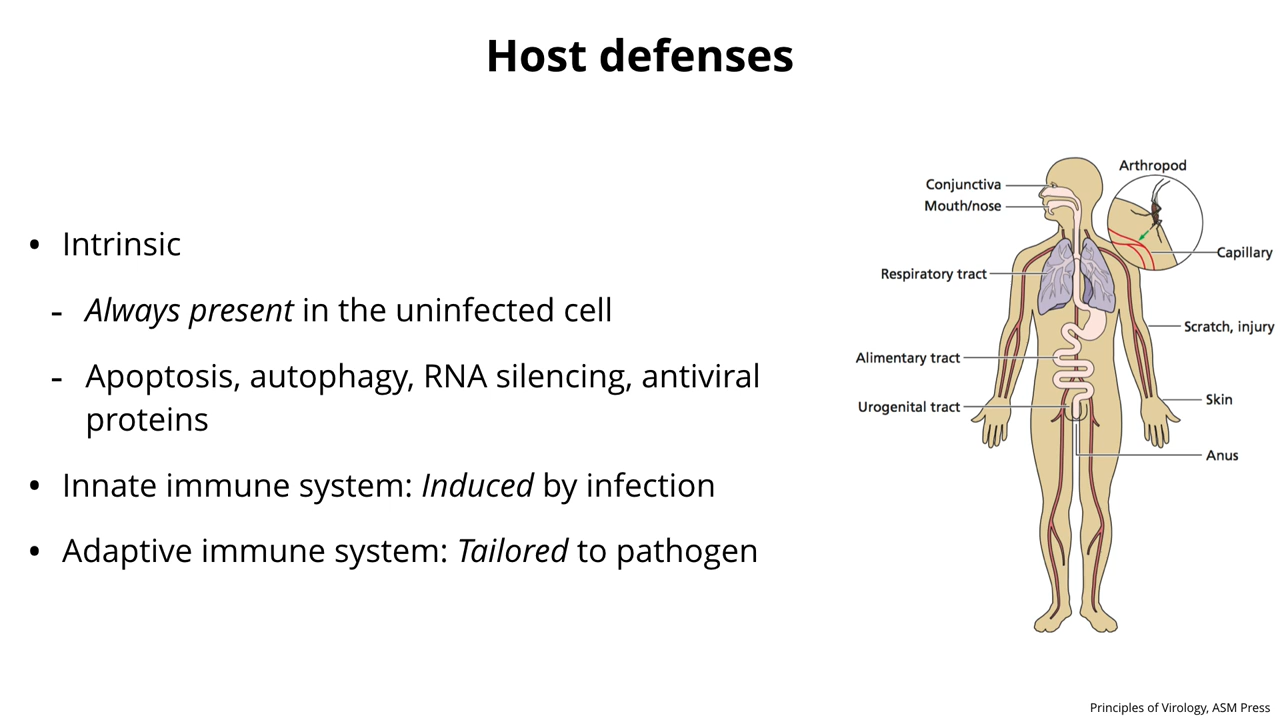 Host defenses
• Intrinsic
- Always present in the uninfected cell
- Apoptosis, autophagy, RNA silencing, antiviral
proteins
• Innate immune system: Induced by infection
• Adaptive immune system: Tailored to pathogen
Arthropod
Conjunctiva
Mouth/nose
Capillary
Respiratory tract
Scratch, injury
Alimentary tract
Skin
Urogenital tract
Anus
Principles of Virology, ASM Press